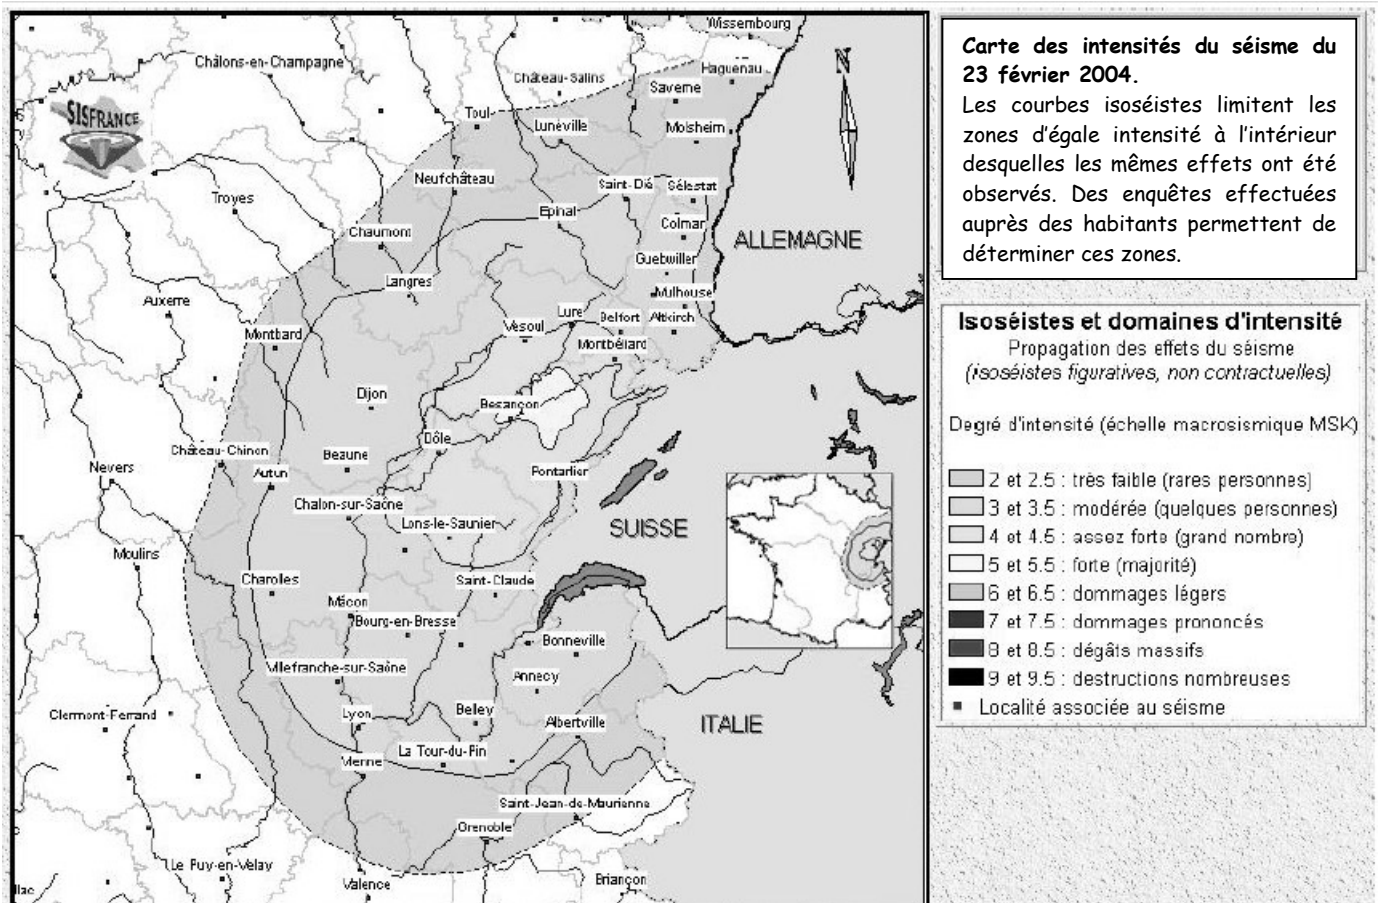 Wissembourg
Châlons-en-Champagne
Château-Salins
Haguenau
Saverne
SISFRANCE
Toul
Lunéville
Molsheim
Neufchâteau
Saint-Dié
Sélestat
Troyes
Epinal
Colmar
Chaumont
ALLEMAGNE
Guebwiller
Langres
Mulhouse
Auxerre
Lure
Belfort
Altkirch
Vesoul
Montbard
Montbéliard
Dijon
Besançon
Dôle
Château-Chinon
Beaune
Nevers
Autun
Pontarlier
Chalon-sur-Saône
Lons-le-Saunier
SUISSE
Moulins
Charolles
Saint-Claude
Mâcon
Bourg-en-Bresse
Bonneville
Villefranche-sur-Saône
Annecy
Clermont-Ferrand
Lyon
Belley
Albertville
ITALIE
La Tour-du-Pin
Vienne
Saint-Jean-de-Maurienne
Grenoble
Le Puy-en-Velay
Valence
Briançon
llac
N
Carte des intensités du séisme du
23 février 2004.
Les courbes isoséistes limitent les
zones d'égale intensité à l'intérieur
desquelles les mêmes effets ont été
observés. Des enquêtes effectuées
auprès des habitants permettent de
déterminer ces zones.
Isoséistes et domaines d'intensité
Propagation des effets du séisme
(isoséistes figuratives, non contractuelles)
Degré d'intensité (échelle macrosismique MSK)
2 et 2.5 : très faible (rares personnes)
3 et 3.5 : modérée (quelques personnes)
4 et 4.5 : assez forte (grand nombre)
5 et 5.5 : forte (majorité)
6 et 6.5 : dommages légers
7 et 7.5 : dommages prononcés
8 et 8.5 : dégâts massifs
9 et 9.5 : destructions nombreuses
Localité associée au séisme